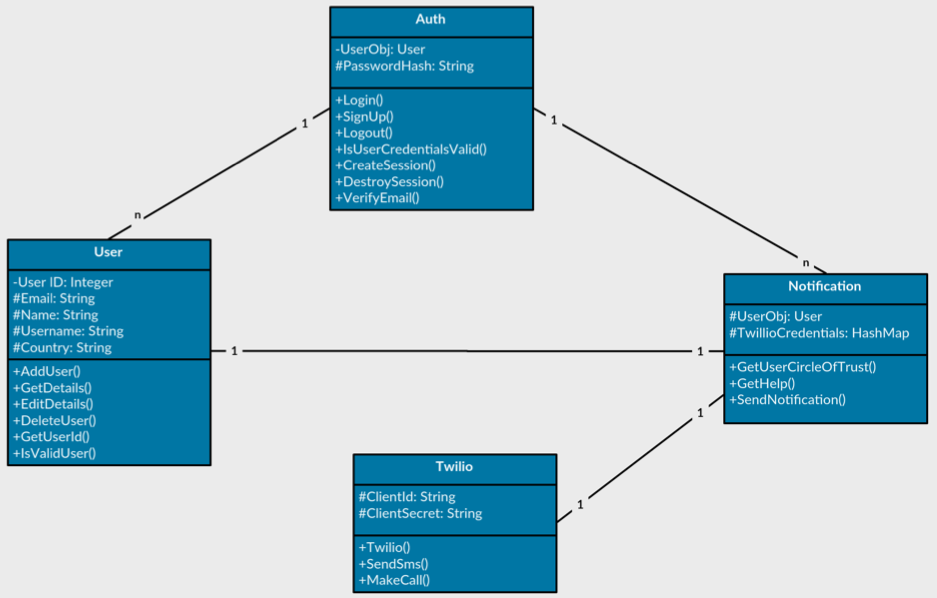 Auth
-UserObj: User
#PasswordHash: String
+Login()
+SignUp()
+Logout()
+IsUserCredentialsValid()
+CreateSession()
+DestroySession()
+VerifyEmail()
1
1
n
n
User
-User ID: Integer
#Email: String
#Name: String
#Username: String
#Country: String
+AddUser()
+GetDetails()
+EditDetails()
+DeleteUser()
+GetUserId()
+IsValidUser()
1
1
Notification
#UserObj: User
#TwillioCredentials: HashMap
+GetUserCircleOfTrust()
+GetHelp()
+SendNotification()
1
1
Twilio
#ClientId: String
#ClientSecret: String
+Twilio()
+SendSms()
+MakeCall()